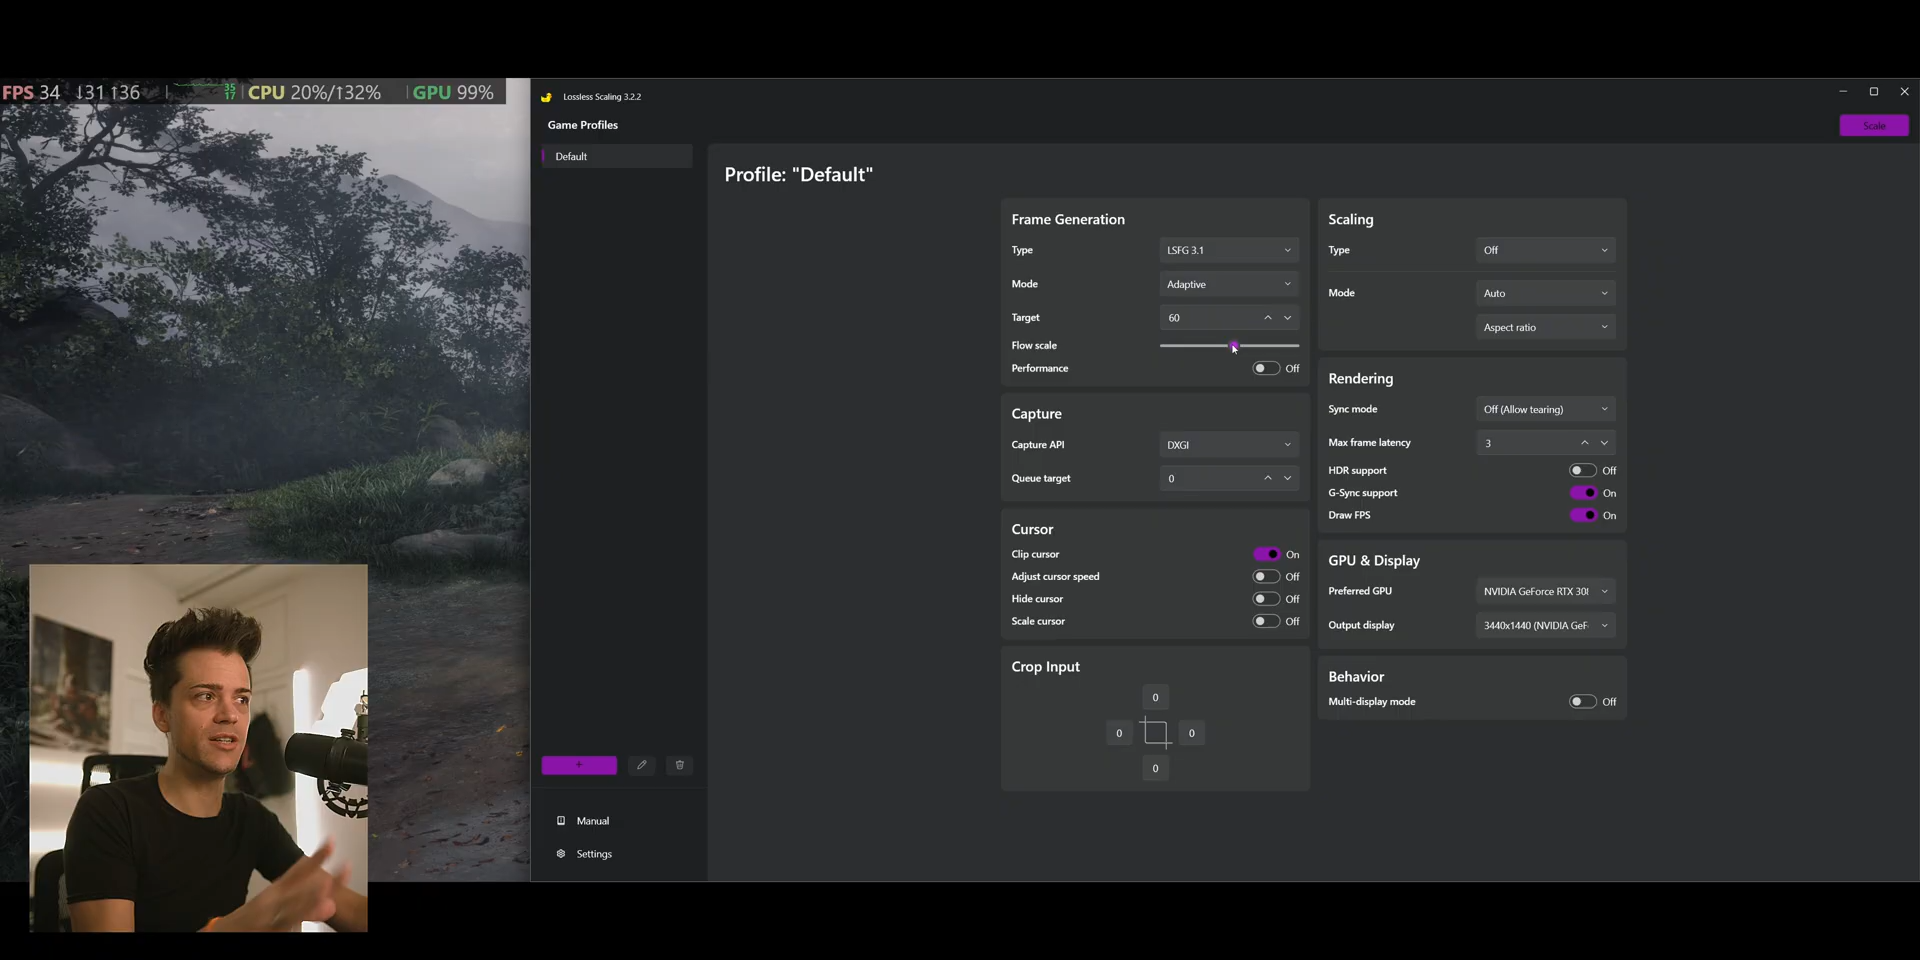 FPS 34 ↓31 ↑36 | 35 17 | CPU 20%/↑32% | GPU 99%
Lossless Scaling 3.2.2
Game Profiles
Scale
Default
Profile: "Default"
Frame Generation
Type LSFG 3.1
Mode Adaptive
Target 60
Flow scale
Performance Off
Capture
Capture API DXGI
Queue target 0
Cursor
Clip cursor On
Adjust cursor speed Off
Hide cursor Off
Scale cursor Off
Crop Input
0
0 0
0
Scaling
Type Off
Mode Auto
Aspect ratio
Rendering
Sync mode Off (Allow tearing)
Max frame latency 3
HDR support Off
G-Sync support On
Draw FPS On
GPU & Display
Preferred GPU NVIDIA GeForce RTX 30
Output display 3440x1440 (NVIDIA GeF
Behavior
Multi-display mode Off
+
Manual
Settings